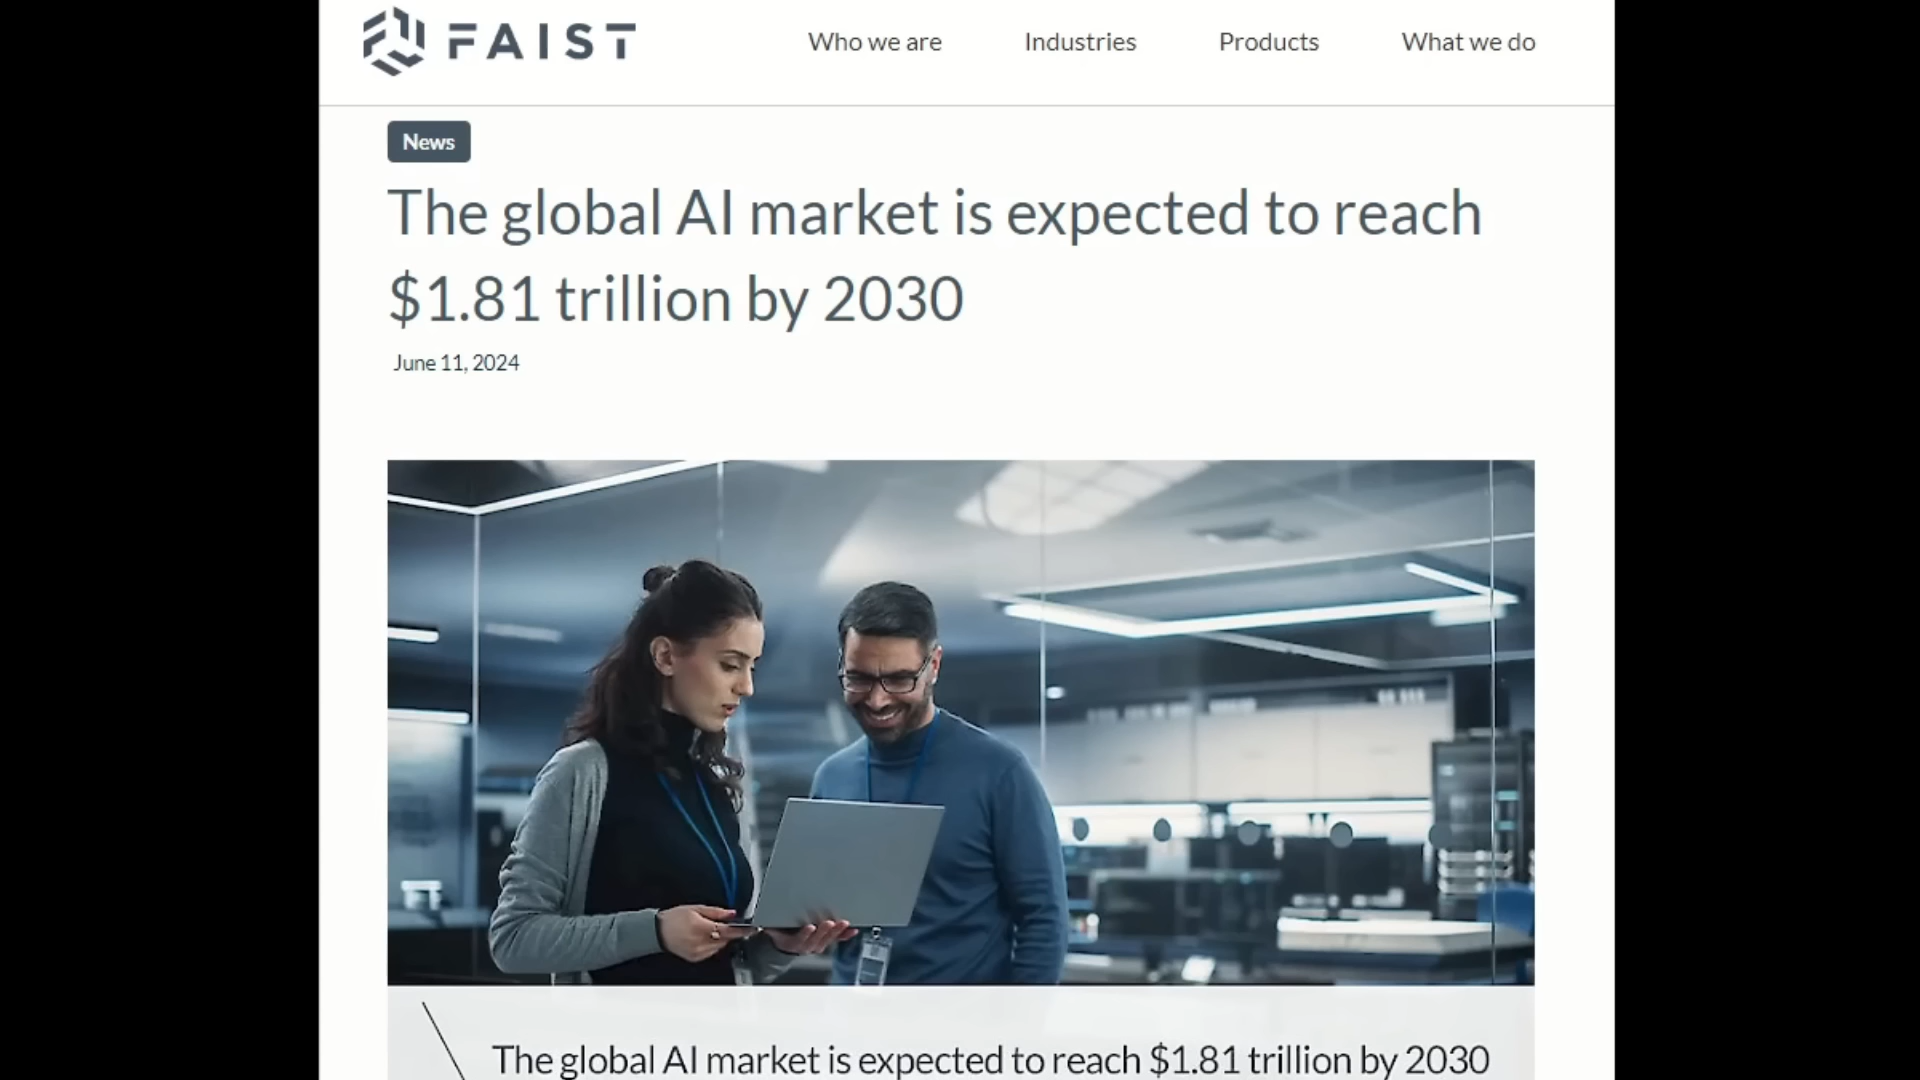 FAIST
Who we are
Industries
Products
What we do
News
The global AI market is expected to reach
$1.81 trillion by 2030
June 11, 2024
The global AI market is expected to reach $1.81 trillion by 2030